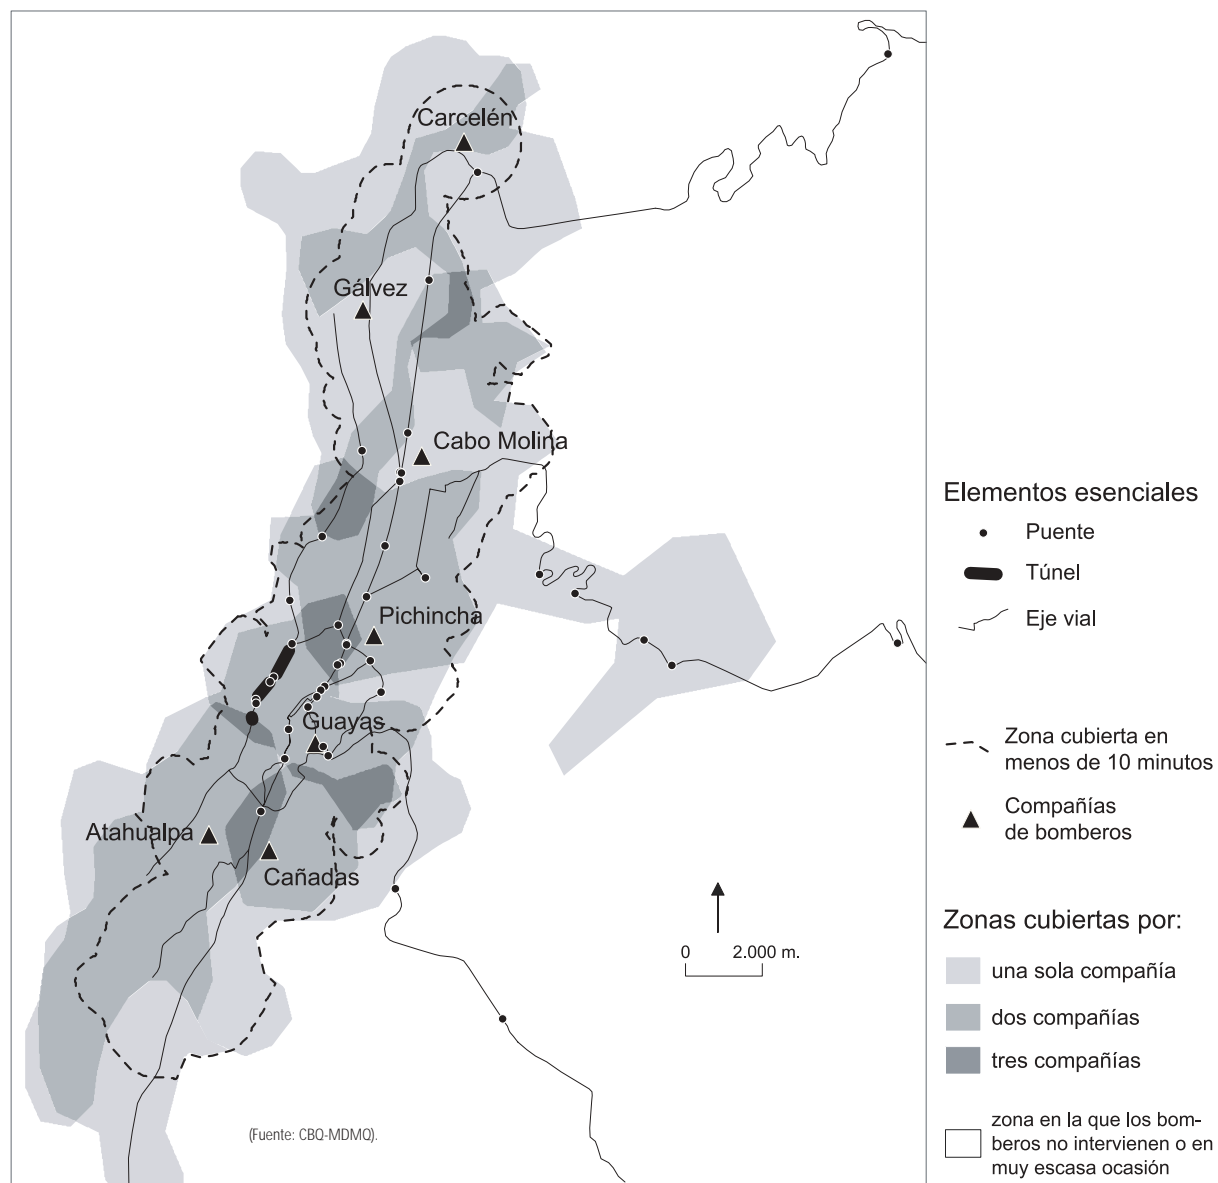 Carcelén
Gálvez
Cabo Molina
Pichincha
Guayas
Atahualpa
Cañadas
0 2.000 m.
(Fuente: CBQ-MDMQ).
Elementos esenciales
Puente
Túnel
Eje vial
Zona cubierta en
menos de 10 minutos
Compañías
de bomberos
Zonas cubiertas por:
una sola compañía
dos compañías
tres compañías
zona en la que los bom-
beros no intervienen o en
muy escasa ocasión